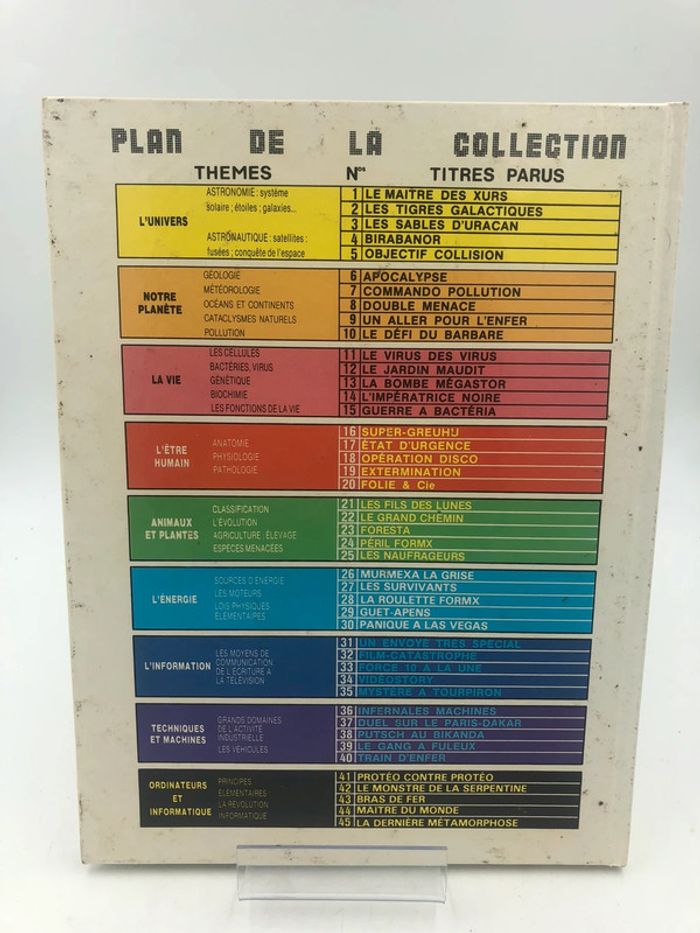 PLAN DE LA COLLECTION
THEMES Nos TITRES PARUS
L'UNIVERS
ASTRONOMIE : système
solaire ; étoiles ; galaxies...
ASTRONAUTIQUE : satellites :
fusées ; conquête de l'espace
1 LE MAITRE DES XURS
2 LES TIGRES GALACTIQUES
3 LES SABLES D'URACAN
4 BIRABANOR
5 OBJECTIF COLLISION
NOTRE
PLANÈTE
GÉOLOGIE
MÉTÉOROLOGIE
OCÉANS ET CONTINENTS
CATACLYSMES NATURELS
POLLUTION
6 APOCALYPSE
7 COMMANDO POLLUTION
8 DOUBLE MENACE
9 UN ALLER POUR L'ENFER
10 LE DÉFI DU BARBARE
LA VIE
LES CELLULES
BACTÉRIES, VIRUS
GÉNÉTIQUE
BIOCHIMIE
LES FONCTIONS DE LA VIE
11 LE VIRUS DES VIRUS
12 LE JARDIN MAUDIT
13 LA BOMBE MÉGASTOR
14 L'IMPÉRATRICE NOIRE
15 GUERRE A BACTÉRIA
L'ÊTRE
HUMAIN
ANATOMIE
PHYSIOLOGIE
PATHOLOGIE
16 SUPER-GREUHU
17 ÉTAT D'URGENCE
18 OPÉRATION DISCO
19 EXTERMINATION
20 FOLIE & Cie
ANIMAUX
ET PLANTES
CLASSIFICATION
L'ÉVOLUTION
AGRICULTURE : ÉLEVAGE
ESPECES MENACÉES
21 LES FILS DES LUNES
22 LE GRAND CHEMIN
23 FORESTA
24 PÉRIL FORMX
25 LES NAUFRAGEURS
L'ÉNERGIE
SOURCES D'ÉNERGIE
LES MOTEURS
LOIS PHYSIQUES
ÉLÉMENTAIRES
26 MURMEXA LA GRISE
27 LES SURVIVANTS
28 LA ROULETTE FORMX
29 GUET-APENS
30 PANIQUE A LAS VEGAS
L'INFORMATION
LES MOYENS DE
COMMUNICATION,
DE L'ÉCRITURE A
LA TÉLÉVISION
31 UN ENVOYÉ TRES SPECIAL
32 FILM-CATASTROPHE
33 FORCE 10 A LA UNE
34 VIDÉOSTORY
35 MYSTÈRE A TOURPIRON
TECHNIQUES
ET MACHINES
GRANDS DOMAINES
DE L'ACTIVITÉ
INDUSTRIELLE
LES VÉHICULES
36 INFERNALES MACHINES
37 DUEL SUR LE PARIS-DAKAR
38 PUTSCH AU BIKANDA
39 LE GANG A FULEUX
40 TRAIN D'ENFER
ORDINATEURS
ET
INFORMATIQUE
PRINCIPES
ÉLÉMENTAIRES
LA RÉVOLUTION
INFORMATIQUE
41 PROTÉO CONTRE PROTÉO
42 LE MONSTRE DE LA SERPENTINE
43 BRAS DE FER
44 MAITRE DU MONDE
45 LA DERNIÈRE MÉTAMORPHOSE